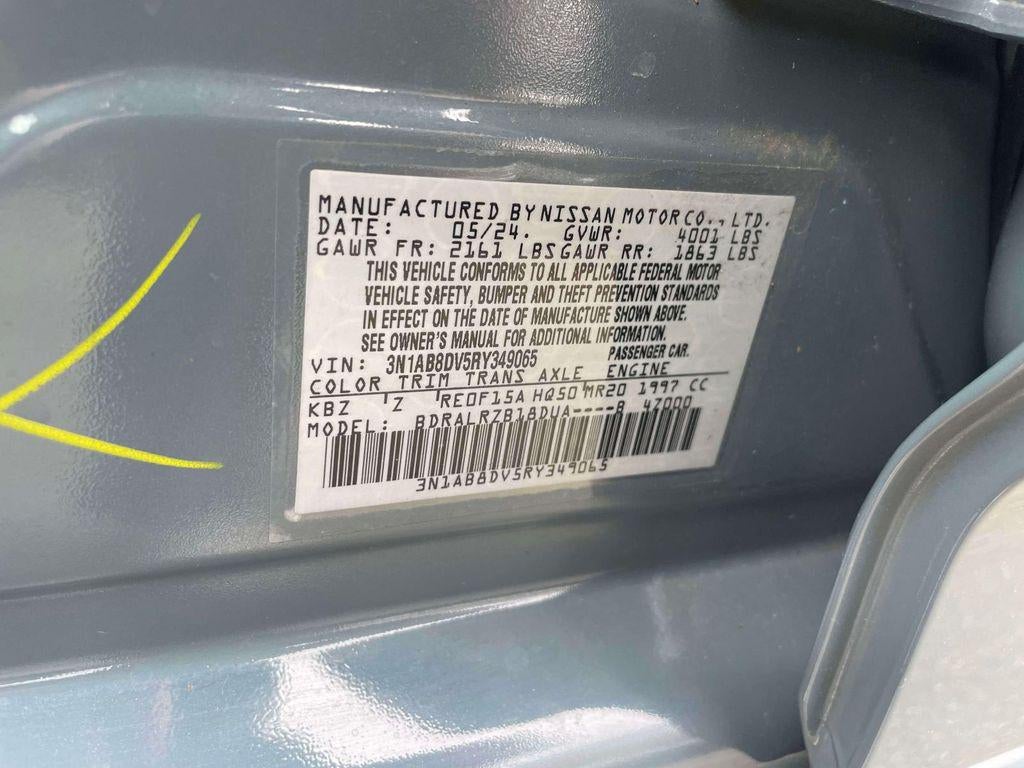 MANUFACTURED BY NISSAN MOTOR CO., LTD.
DATE: 05/24. GVWR: 4001 LBS
GAWR FR: 2161 LBS GAWR RR: 1863 LBS
THIS VEHICLE CONFORMS TO ALL APPLICABLE FEDERAL MOTOR
VEHICLE SAFETY, BUMPER AND THEFT PREVENTION STANDARDS
IN EFFECT ON THE DATE OF MANUFACTURE SHOWN ABOVE.
SEE OWNER'S MANUAL FOR ADDITIONAL INFORMATION.
VIN: 3N1AB8DV5RY349065 PASSENGER CAR.
COLOR TRIM TRANS AXLE ENGINE
KBZ Z RE0F15A HQ50 MR20 1997 CC
MODEL: BDRALRZB18DUA----B 47000
3N1AB8DV5RY349065